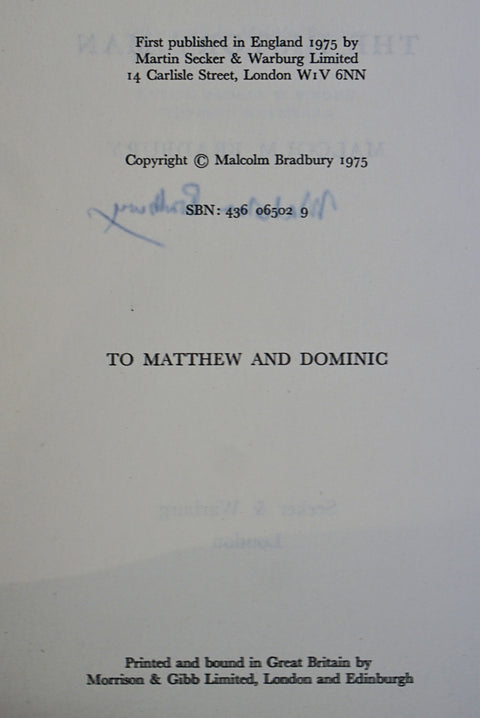 First published in England 1975 by
Martin Secker & Warburg Limited
14 Carlisle Street, London W1V 6NN
Copyright © Malcolm Bradbury 1975
SBN: 436 06502 9
TO MATTHEW AND DOMINIC
Printed and bound in Great Britain by
Morrison & Gibb Limited, London and Edinburgh